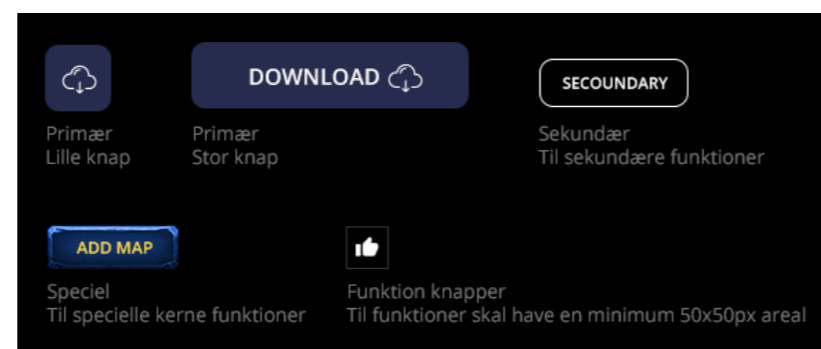 DOWNLOAD
SECOUNDARY
Primær
Lille knap
Primær
Stor knap
Sekundær
Til sekundære funktioner
ADD MAP
Speciel
Til specielle kerne funktioner
Funktion knapper
Til funktioner skal have en minimum 50x50px areal